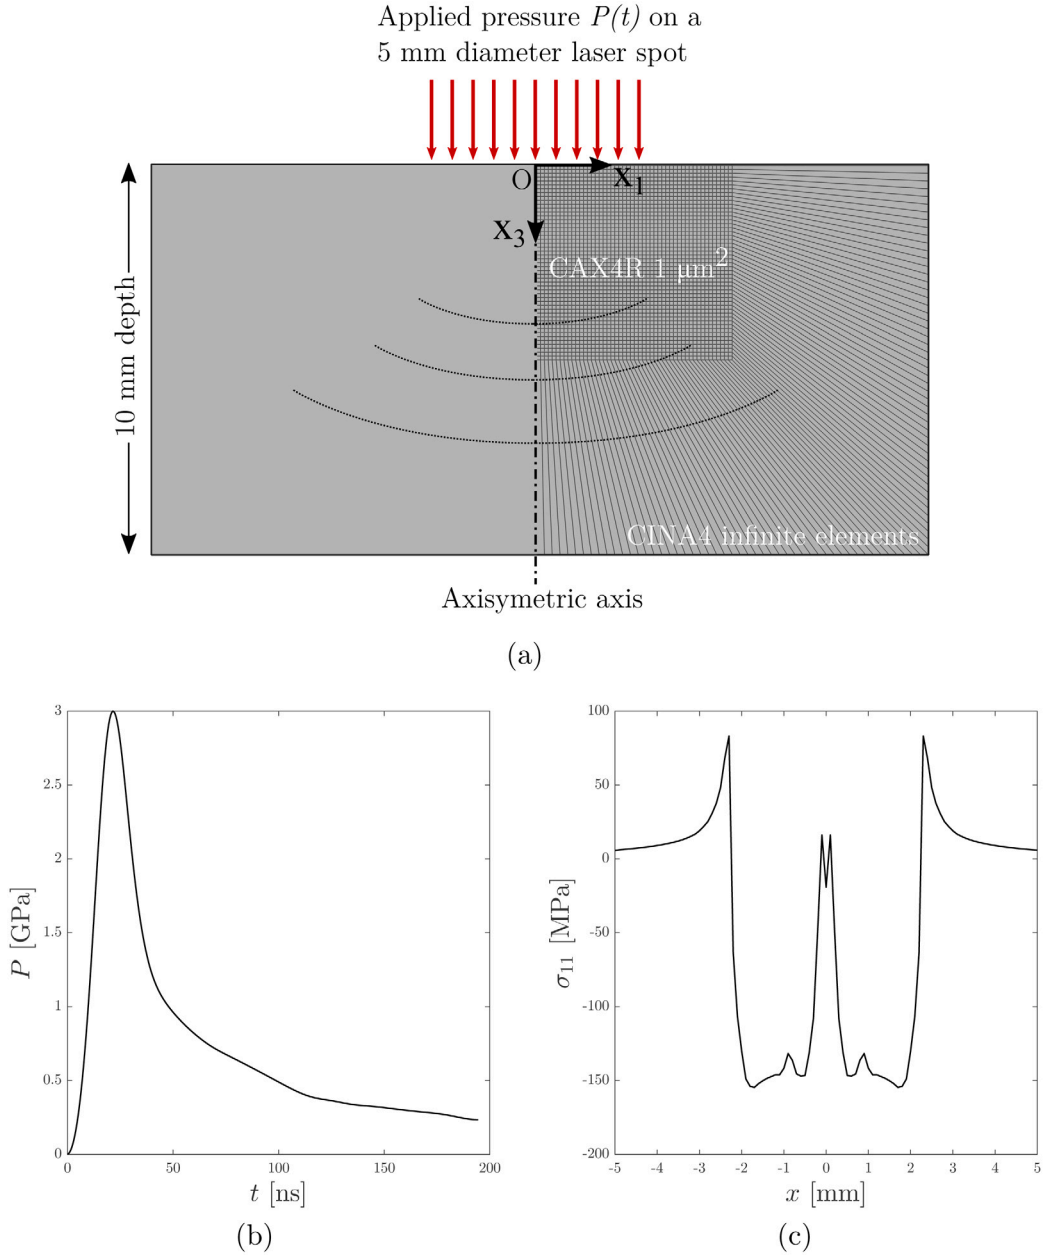 Applied pressure P(t) on a
5 mm diameter laser spot
O
X1
X3
CAX4R 1 μm²
10 mm depth
CINA4 infinite elements
Axisymetric axis
(a)
3
2.5
2
1.5
1
0.5
0
0 50 100 150 200
P [GPa]
t [ns]
(b)
100
50
0
-50
-100
-150
-200
-5 -4 -3 -2 -1 0 1 2 3 4 5
σ11 [MPa]
x [mm]
(c)